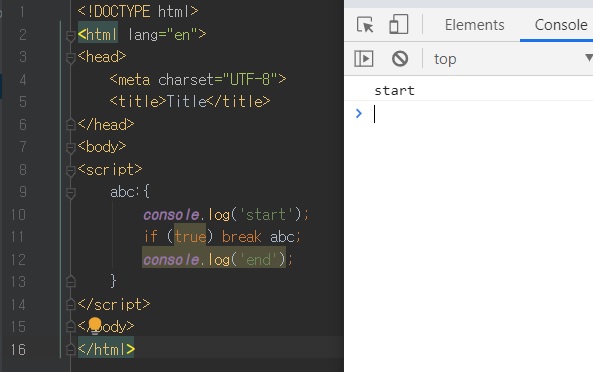 1 <!DOCTYPE html>
2 <html lang="en">
3 <head>
4 <meta charset="UTF-8">
5 <title>Title</title>
6 </head>
7 <body>
8 <script>
9 abc:{
10 console.log('start');
11 if (true) break abc;
12 console.log('end');
13 }
14 </script>
15 </body>
16 </html>
Elements Console
top
start